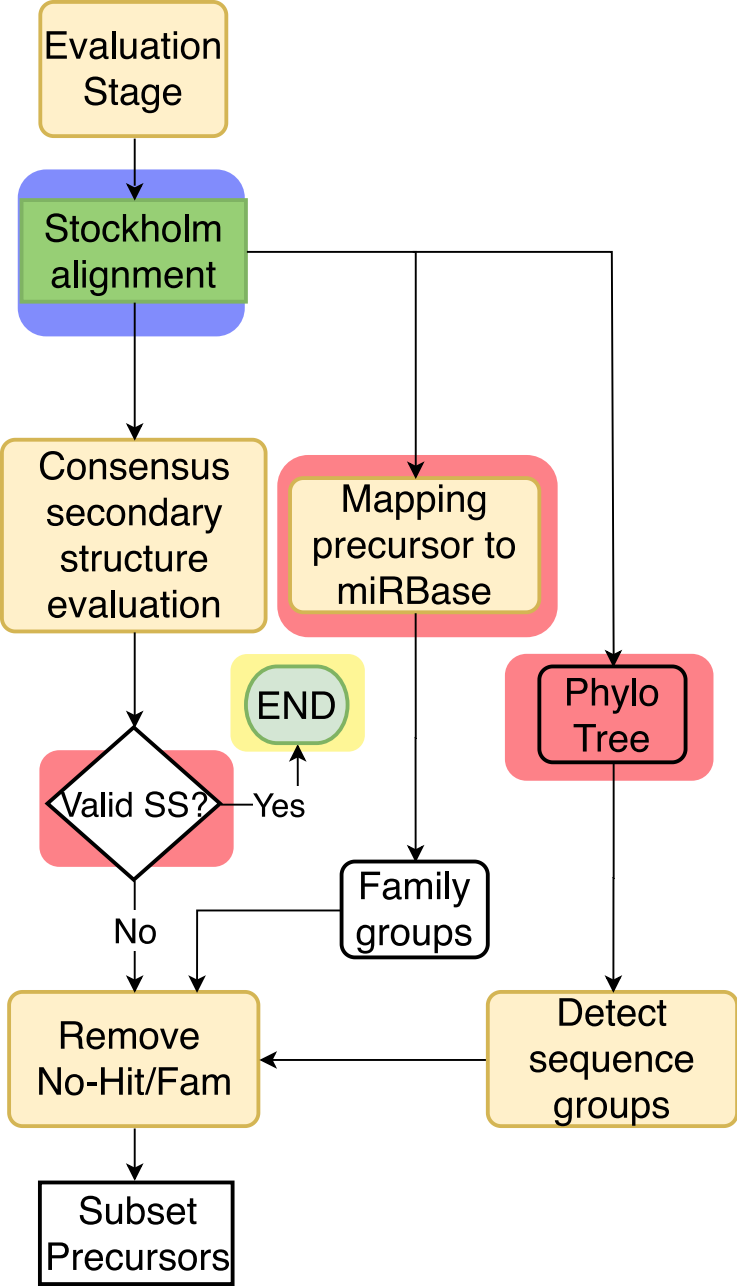 Evaluation
Stage
Stockholm
alignment
Consensus
secondary
structure
evaluation
Mapping
precursor to
miRBase
END
Phylo
Tree
Valid SS?
Yes
Family
groups
No
Remove
No-Hit/Fam
Detect
sequence
groups
Subset
Precursors